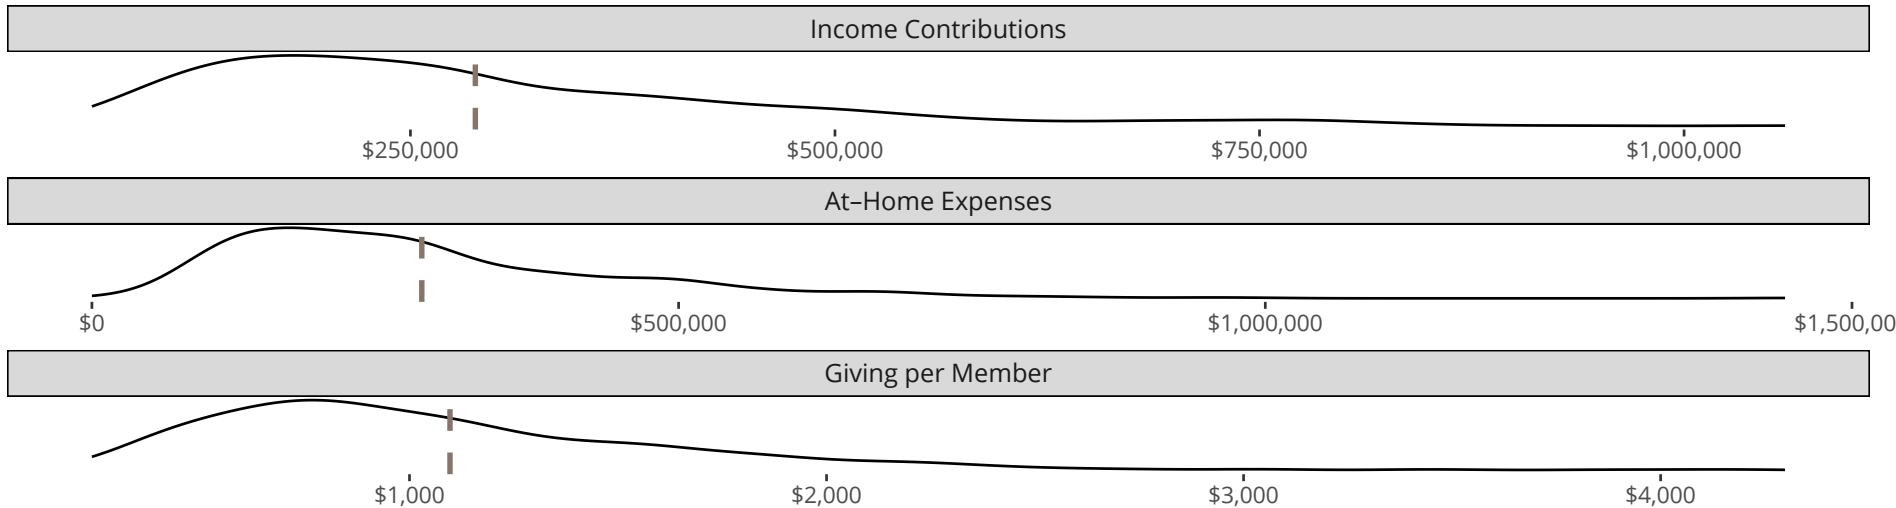 Income Contributions
$250,000 $500,000 $750,000 $1,000,000
At–Home Expenses
$0 $500,000 $1,000,000 $1,500,00
Giving per Member
$1,000 $2,000 $3,000 $4,000